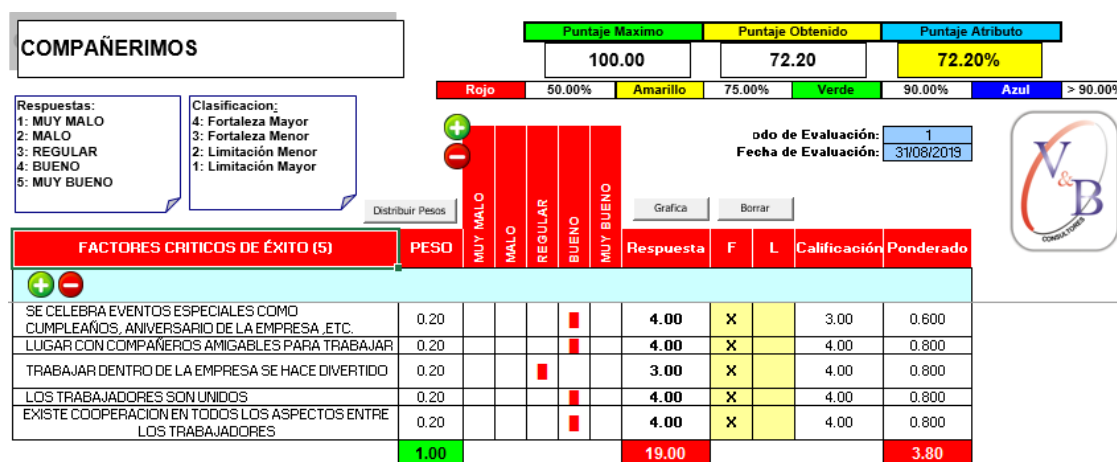 COMPAÑERIMOS
Puntaje Maximo Puntaje Obtenido Puntaje Atributo
100.00 72.20 72.20%
Rojo 50.00% Amarillo 75.00% Verde 90.00% Azul > 90.00%
Respuestas:
1: MUY MALO
2: MALO
3: REGULAR
4: BUENO
5: MUY BUENO
Clasificacion:
4: Fortaleza Mayor
3: Fortaleza Menor
2: Limitación Menor
1: Limitación Mayor
odo de Evaluación: 1
Fecha de Evaluación: 31/08/2019
V&B
CONSULTORES
Distribuir Pesos
Grafica Borrar
FACTORES CRITICOS DE ÉXITO (5) PESO MUY MALO MALO REGULAR BUENO MUY BUENO Respuesta F L Calificación Ponderado
SE CELEBRA EVENTOS ESPECIALES COMO
CUMPLEAÑOS, ANIVERSARIO DE LA EMPRESA ,ETC. 0.20 4.00 X 3.00 0.600
LUGAR CON COMPAÑEROS AMIGABLES PARA TRABAJAR 0.20 4.00 X 4.00 0.800
TRABAJAR DENTRO DE LA EMPRESA SE HACE DIVERTIDO 0.20 3.00 X 4.00 0.800
LOS TRABAJADORES SON UNIDOS 0.20 4.00 X 4.00 0.800
EXISTE COOPERACION EN TODOS LOS ASPECTOS ENTRE
LOS TRABAJADORES 0.20 4.00 X 4.00 0.800
1.00 19.00 3.80